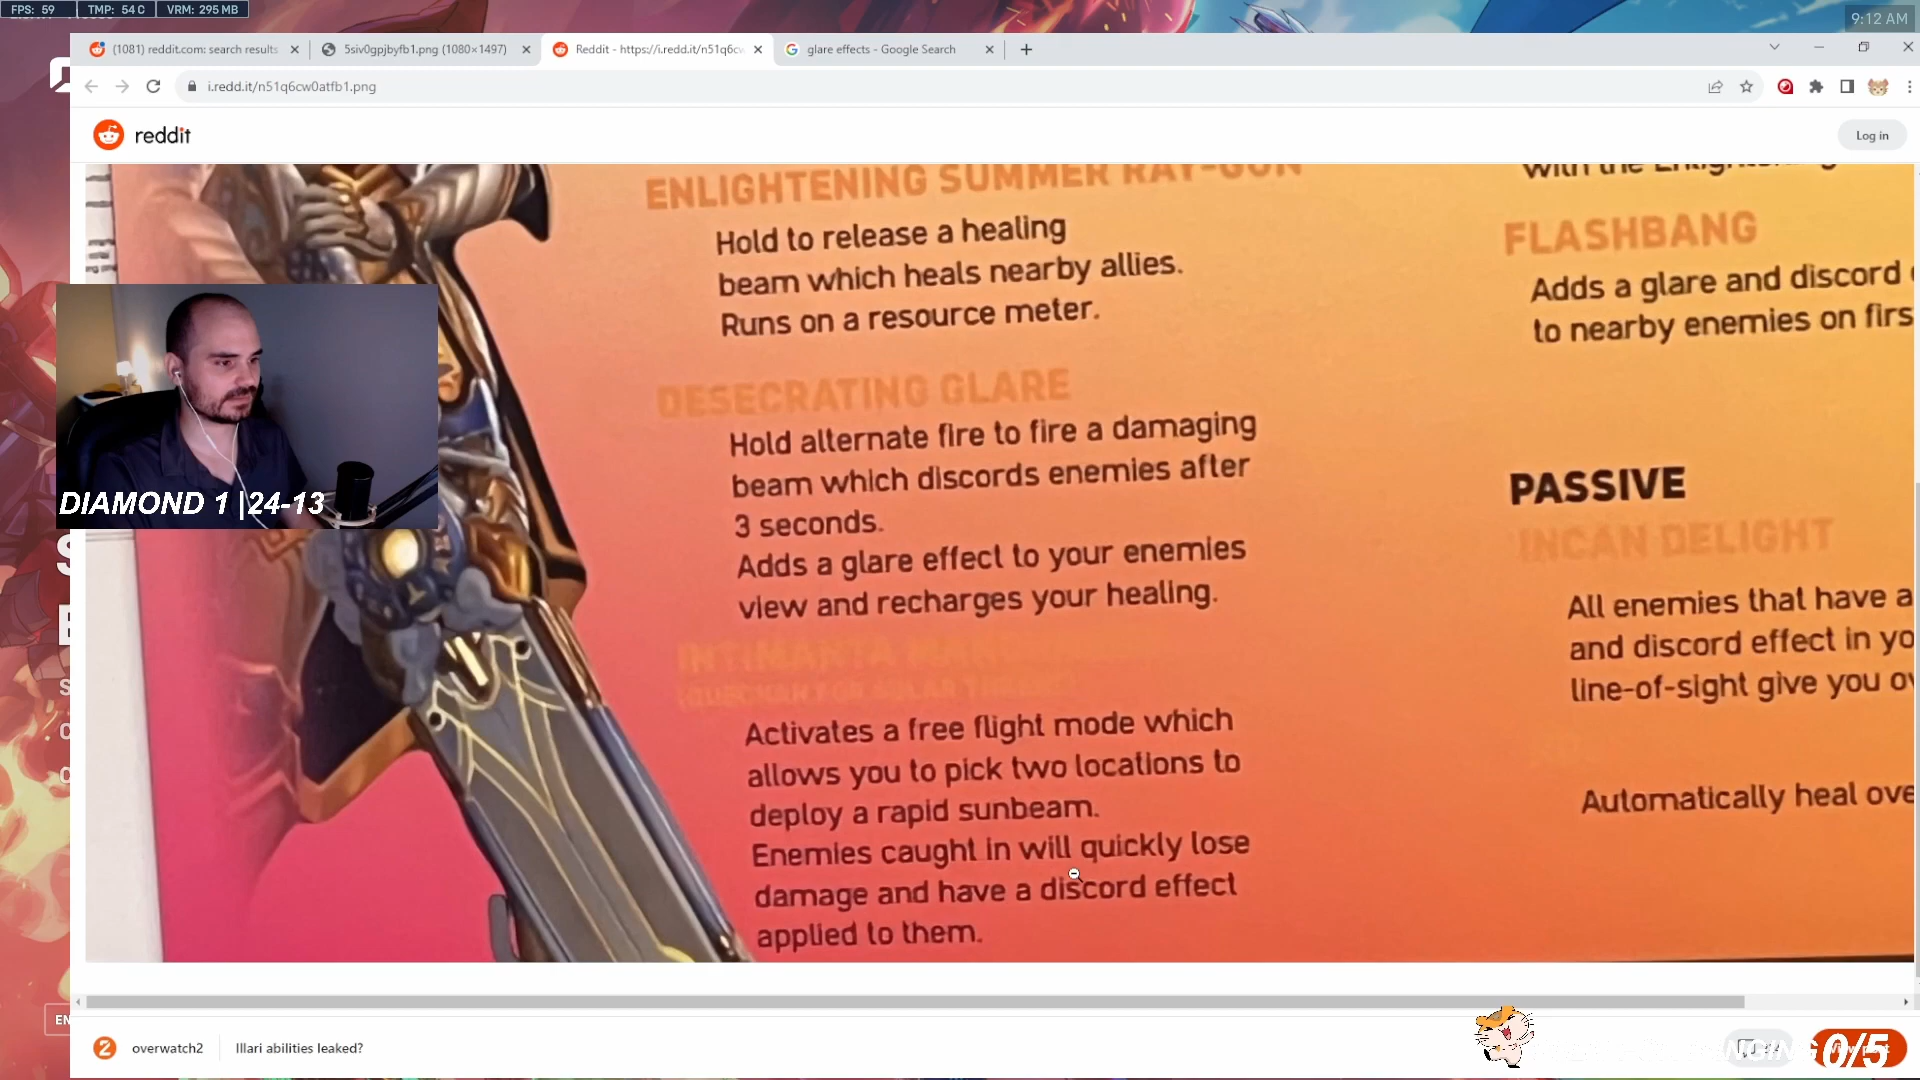 FPS: 59 TMP: 54 C VRM: 295 MB
9:12 AM
(1081) reddit.com: search results
5siv0gpjbyfb1.png (1080×1497)
Reddit - https://i.redd.it/n51q6cw
glare effects - Google Search
i.redd.it/n51q6cw0atfb1.png
reddit
Log in
ENLIGHTENING SUMMER RAY-GUN
Hold to release a healing
beam which heals nearby allies.
Runs on a resource meter.
DESECRATING GLARE
Hold alternate fire to fire a damaging
beam which discords enemies after
3 seconds.
Adds a glare effect to your enemies
view and recharges your healing.
Activates a free flight mode which
allows you to pick two locations to
deploy a rapid sunbeam.
Enemies caught in will quickly lose
damage and have a discord effect
applied to them.
with the
FLASHBANG
Adds a glare and discord
to nearby enemies on firs
PASSIVE
INCAN DELIGHT
All enemies that have a
and discord effect in yo
line-of-sight give you ov
Automatically heal ove
DIAMOND 1 | 24-13
EN
overwatch2
Illari abilities leaked?
NGING 0/5